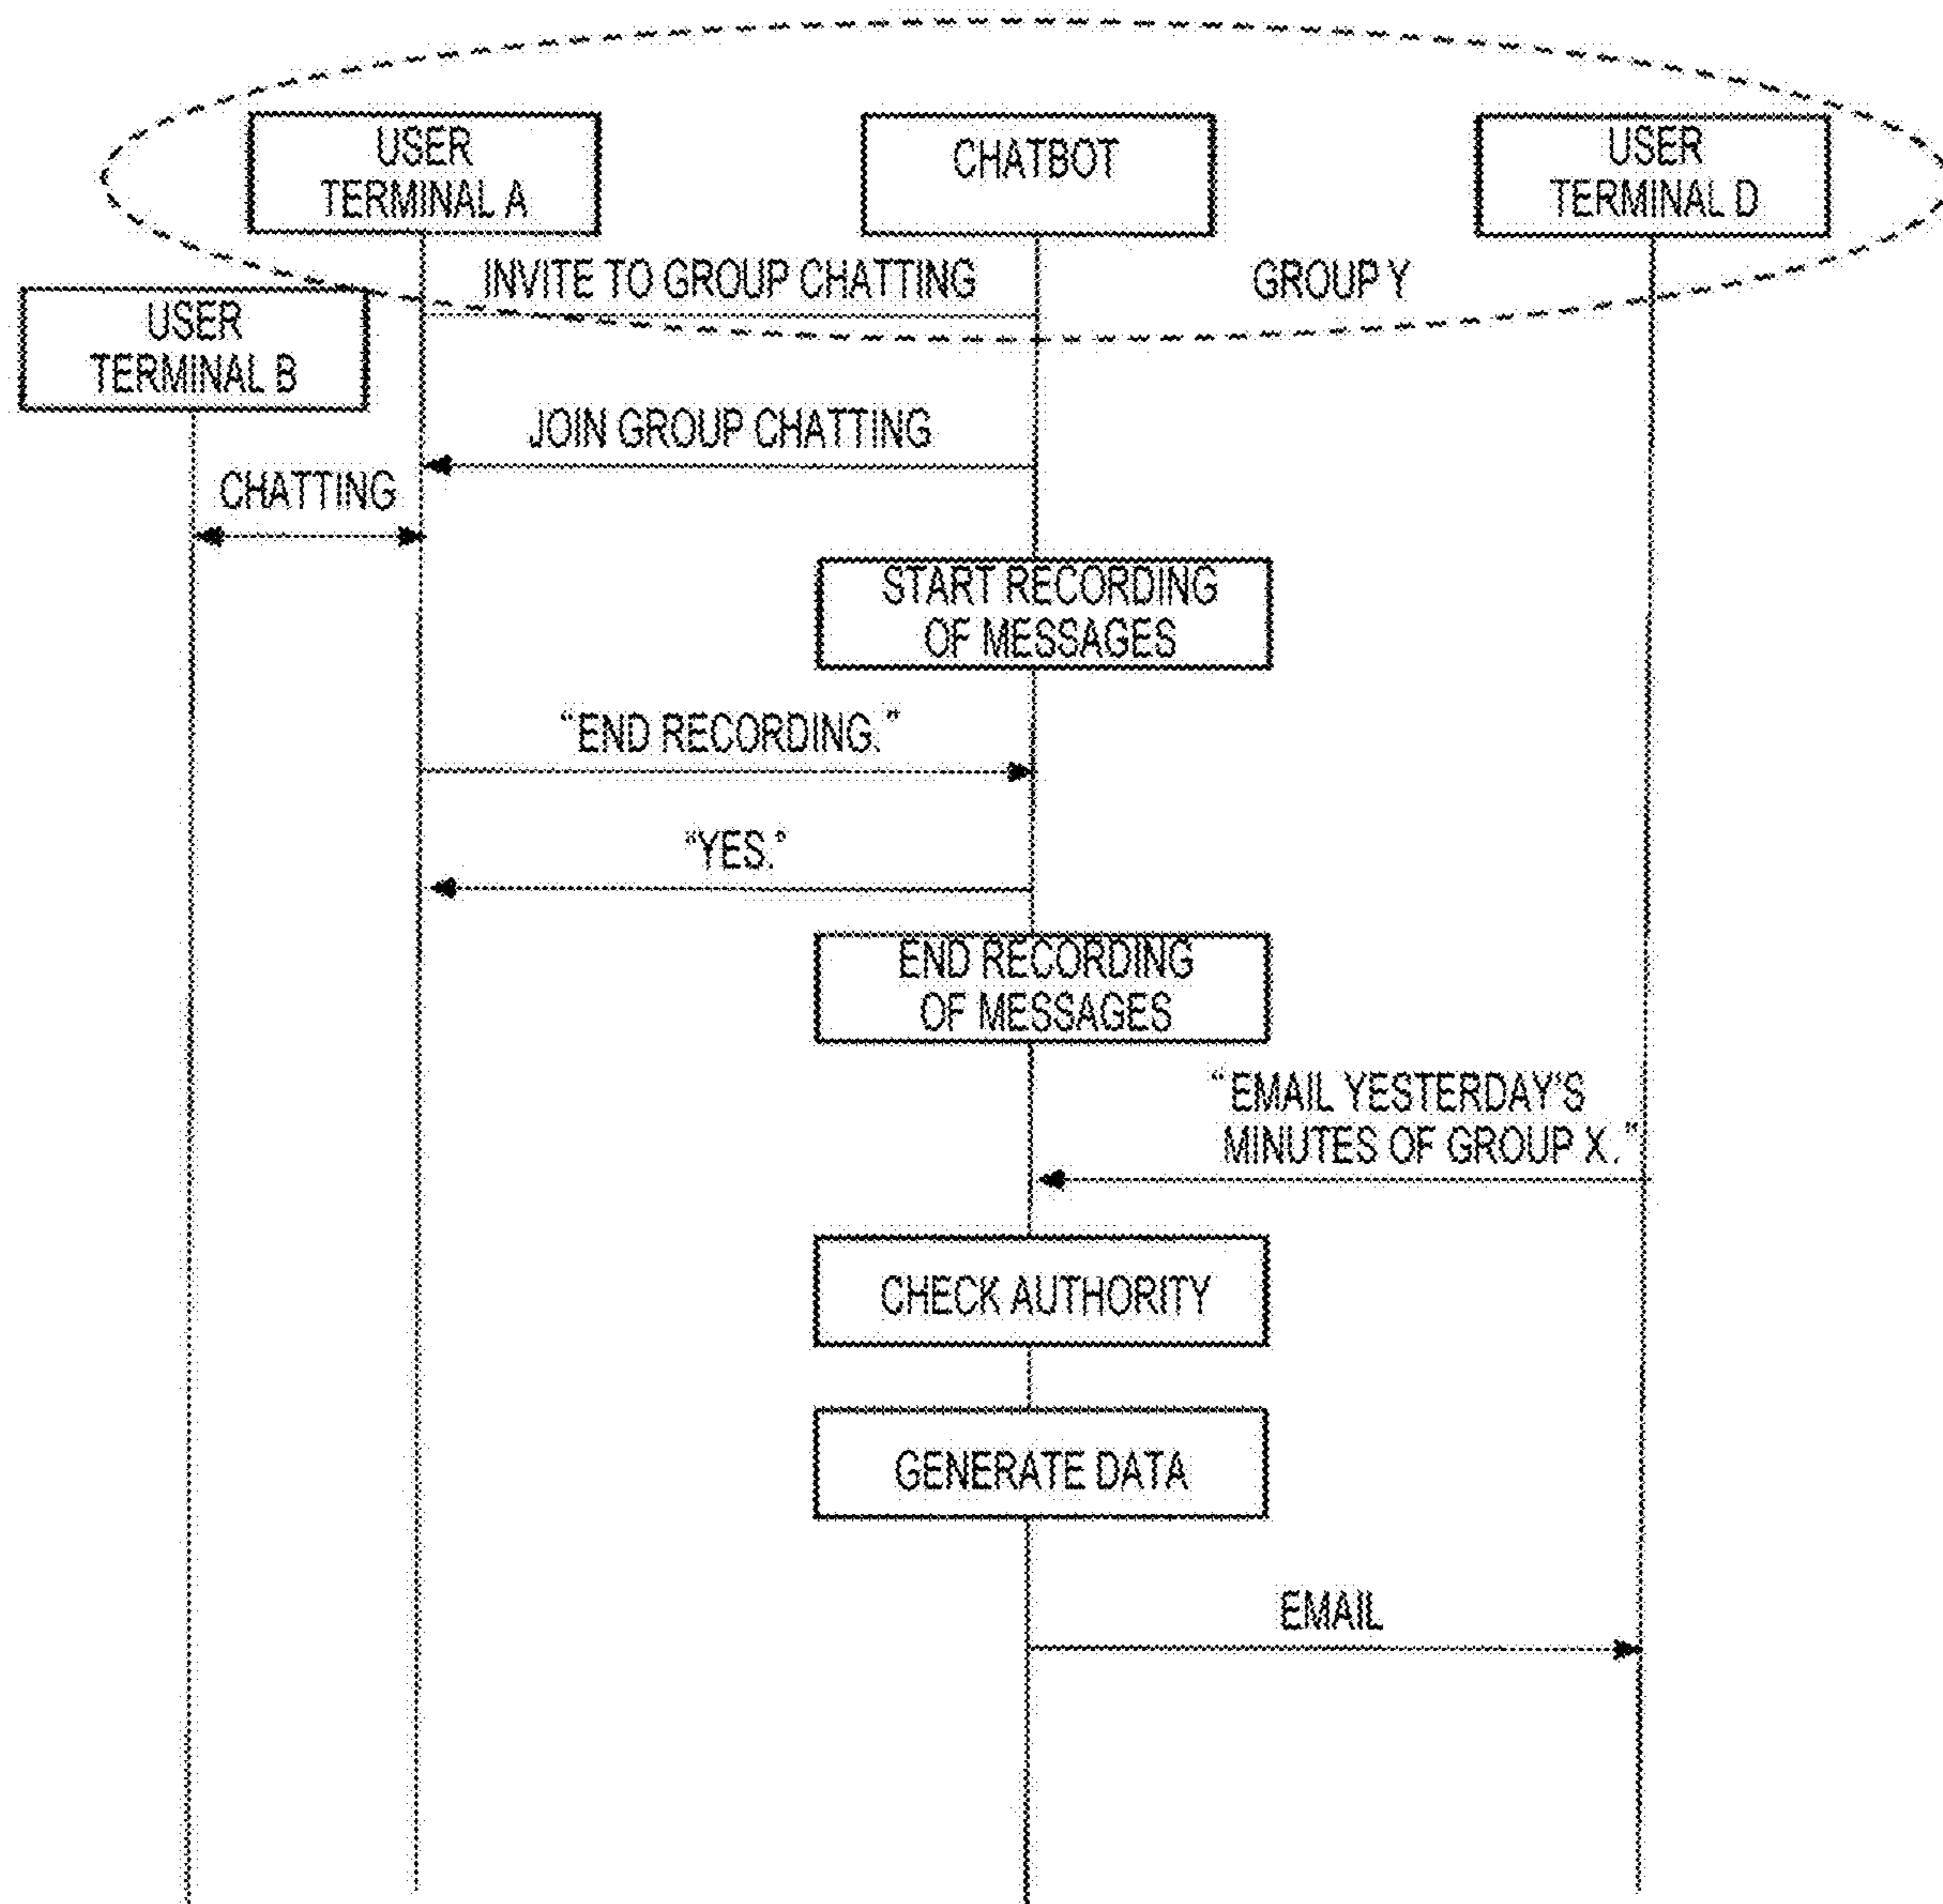 USER
TERMINAL A
CHATBOT
USER
TERMINAL D
INVITE TO GROUP CHATTING
GROUP Y
USER
TERMINAL B
JOIN GROUP CHATTING
CHATTING
START RECORDING
OF MESSAGES
“END RECORDING.”
“YES.”
END RECORDING
OF MESSAGES
“EMAIL YESTERDAY'S
MINUTES OF GROUP X.”
CHECK AUTHORITY
GENERATE DATA
EMAIL